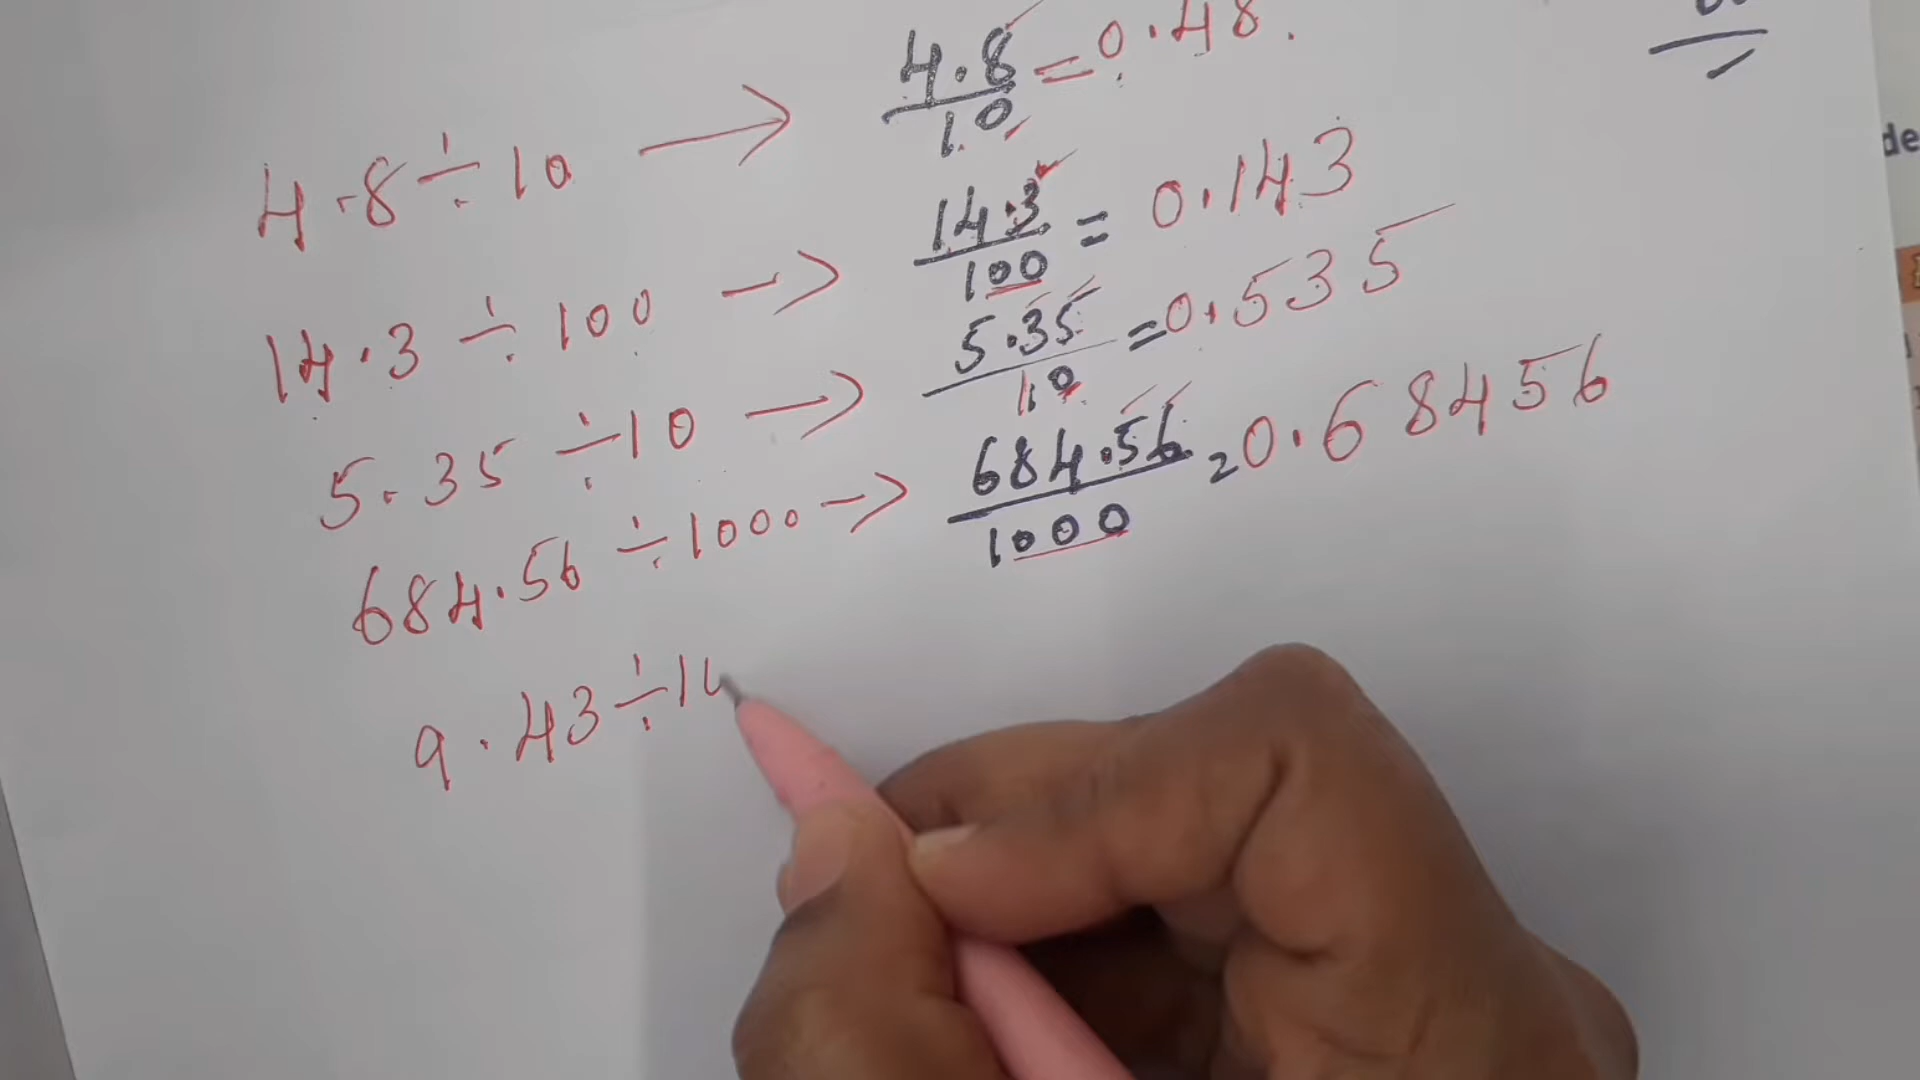 4.8 ÷ 10 → 4.8/10 = 0.48.
14.3 ÷ 100 → 14.3/100 = 0.143
5.35 ÷ 10 → 5.35/10 = 0.535
684.56 ÷ 1000 → 684.56/1000 = 0.68456
9.43 ÷ 1
de